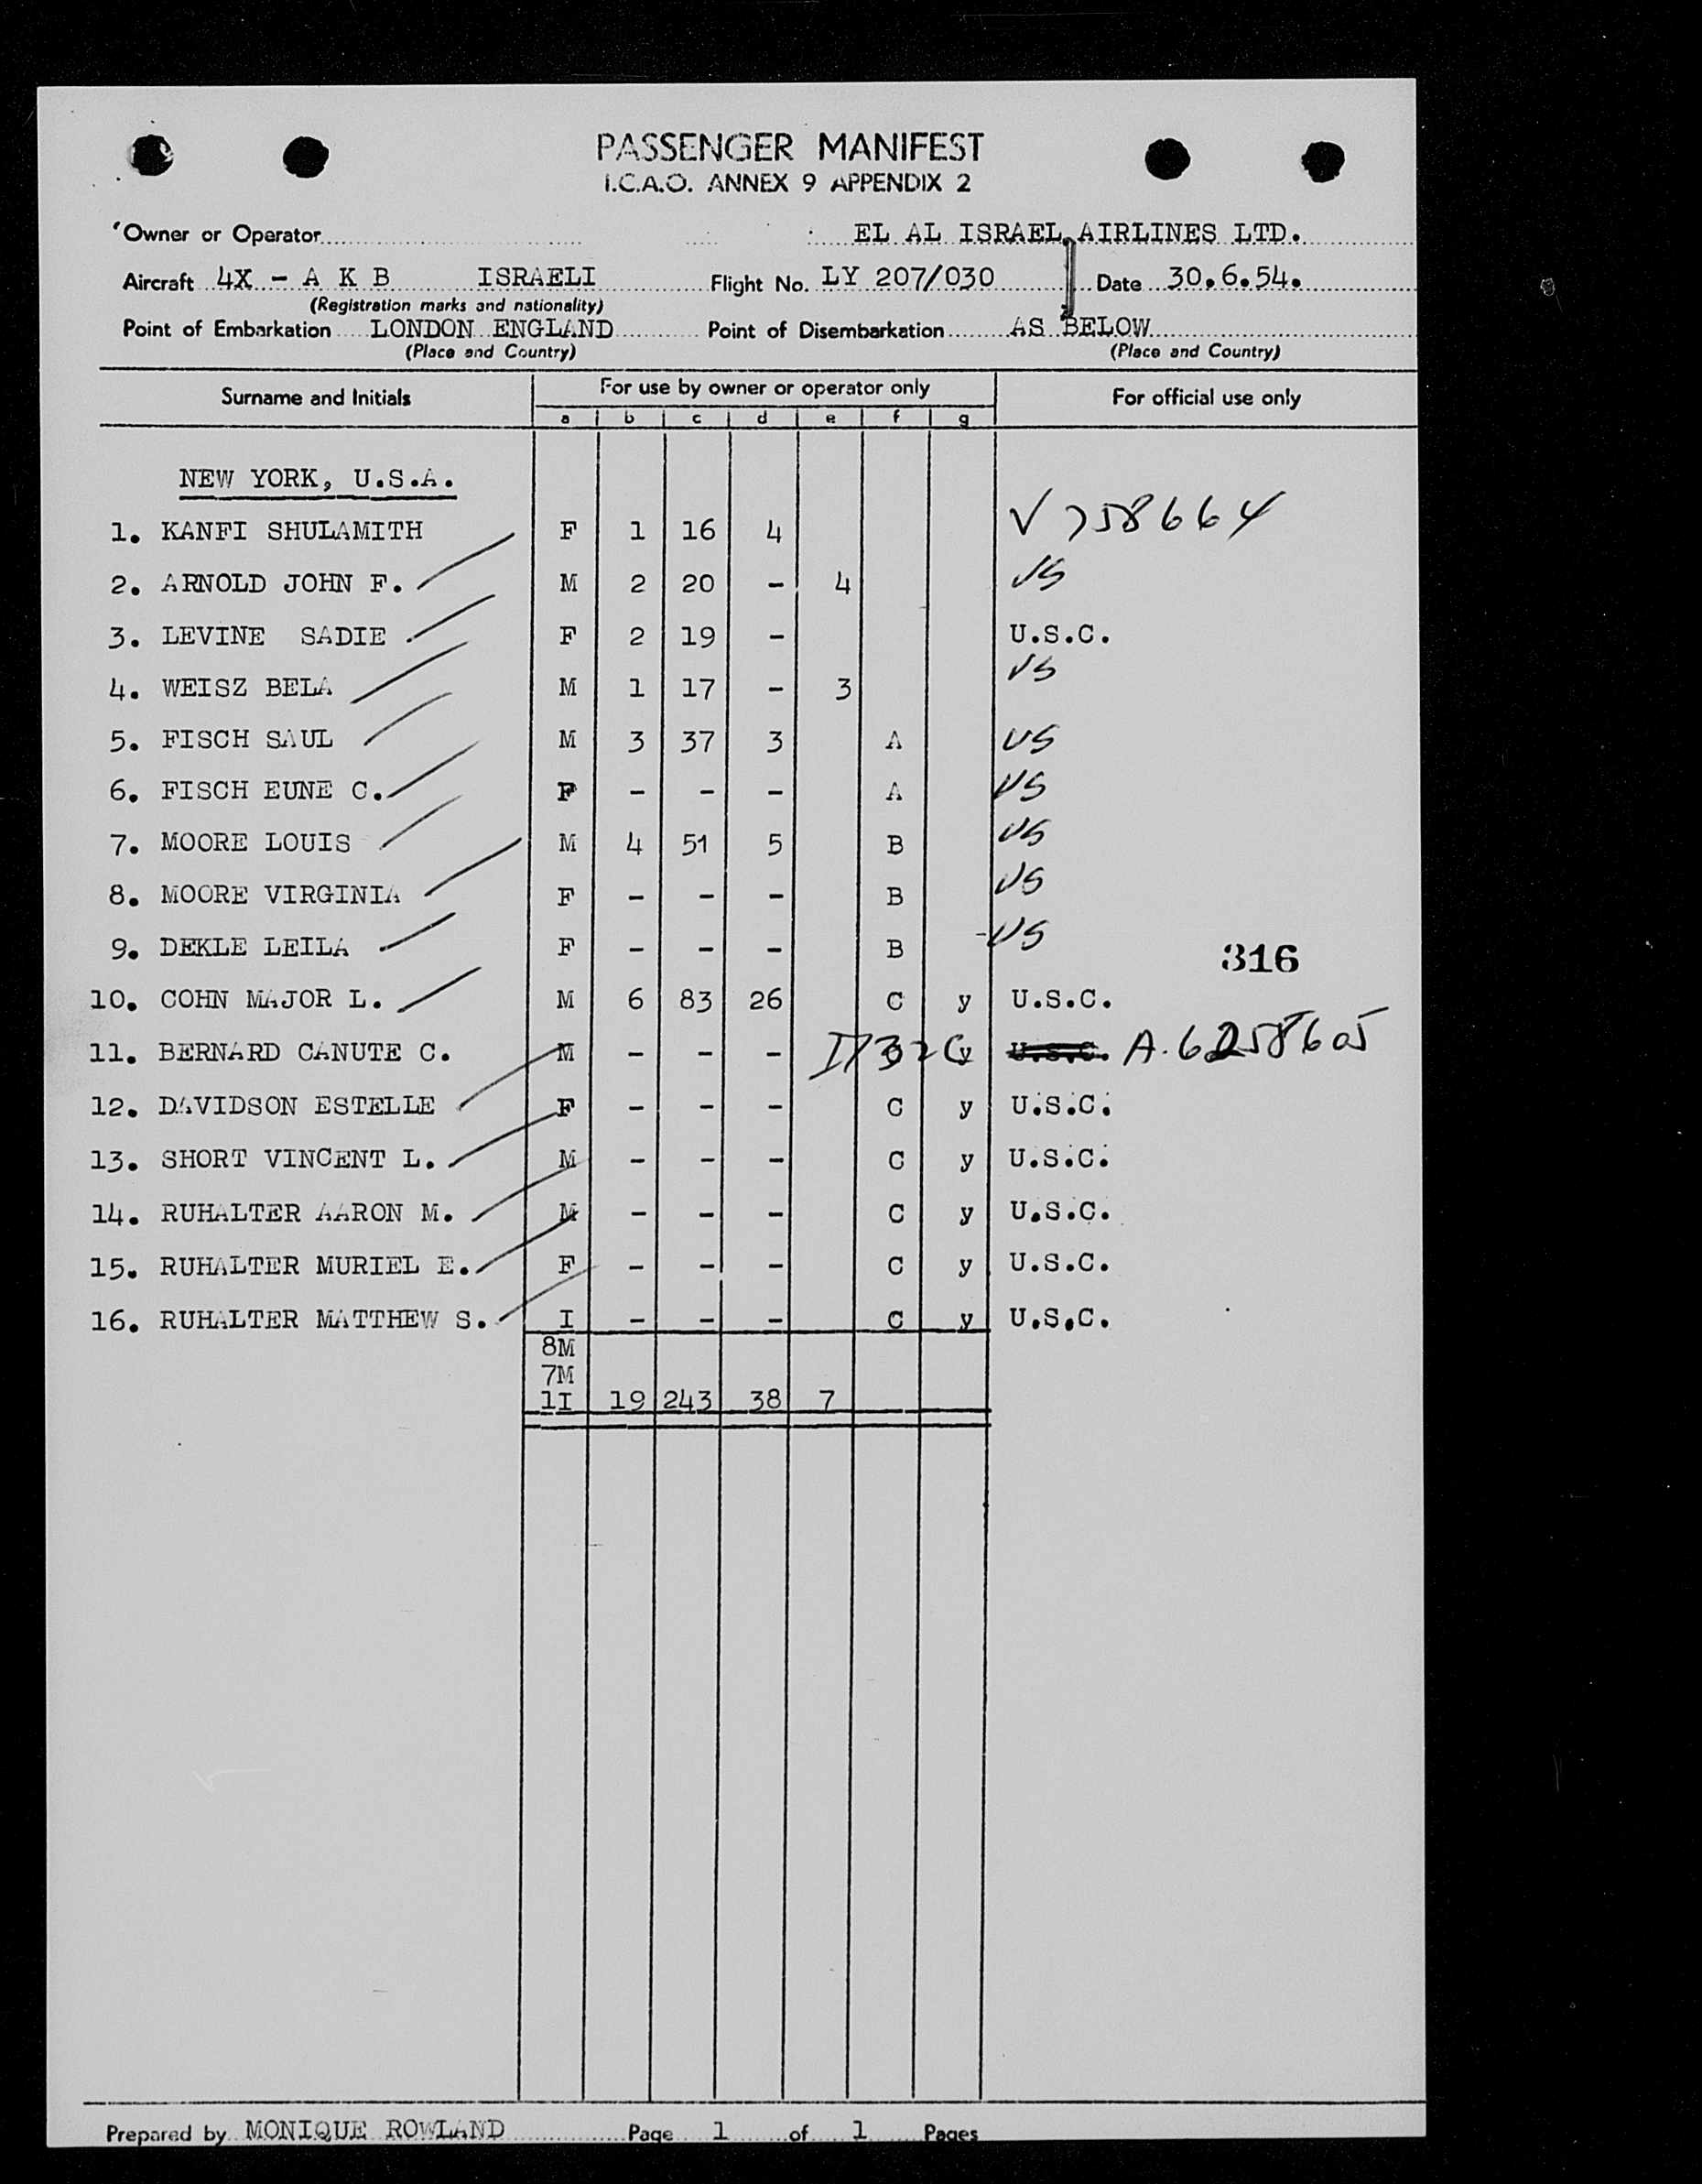 PASSENGER MANIFEST
I.C.A.O. ANNEX 9 APPENDIX 2
Owner or Operator EL AL ISRAEL AIRLINES LTD.
Aircraft 4X - A K B ISRAELI Flight No. LY 207/030 Date 30.6.54.
(Registration marks and nationality)
Point of Embarkation LONDON ENGLAND Point of Disembarkation AS BELOW
(Place and Country) (Place and Country)
Surname and Initials For use by owner or operator only For official use only
a b c d e f g
NEW YORK, U.S.A.
1. KANFI SHULAMITH F 1 16 4 V 758664
2. ARNOLD JOHN F. M 2 20 - 4 US
3. LEVINE SADIE F 2 19 - U.S.C.
4. WEISZ BELA M 1 17 - 3 US
5. FISCH SAUL M 3 37 3 A US
6. FISCH EUNE C. F - - - A US
7. MOORE LOUIS M 4 51 5 B US
8. MOORE VIRGINIA F - - - B US
9. DEKLE LEILA F - - - B US
316
10. COHN MAJOR L. M 6 83 26 C y U.S.C.
11. BERNARD CANUTE C. M - - - y U.S.C. A.6258605
12. DAVIDSON ESTELLE F - - - C y U.S.C.
13. SHORT VINCENT L. M - - - C y U.S.C.
14. RUHALTER AARON M. M - - - C y U.S.C.
15. RUHALTER MURIEL E. F - - - C y U.S.C.
16. RUHALTER MATTHEW S. I - - - C y U.S.C.
8M
7M
1I 19 243 38 7
Prepared by MONIQUE ROWLAND Page 1 of 1 Pages